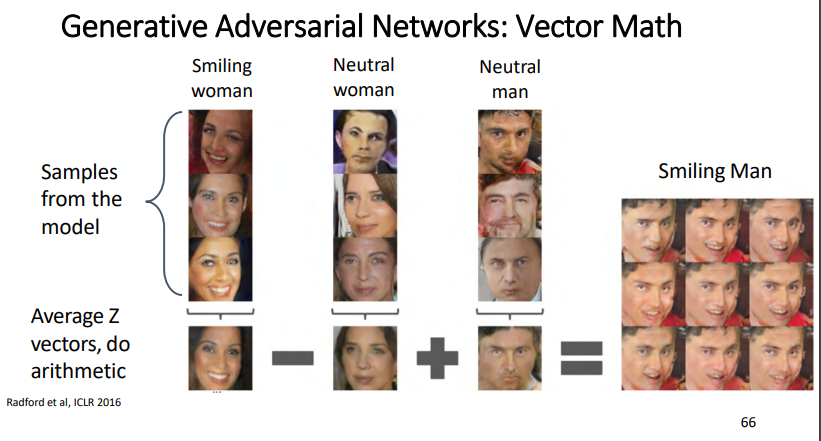 Generative Adversarial Networks: Vector Math
Smiling
woman
Neutral
woman
Neutral
man
Samples
from the
model
Smiling Man
Average Z
vectors, do
arithmetic
...
Radford et al, ICLR 2016
66